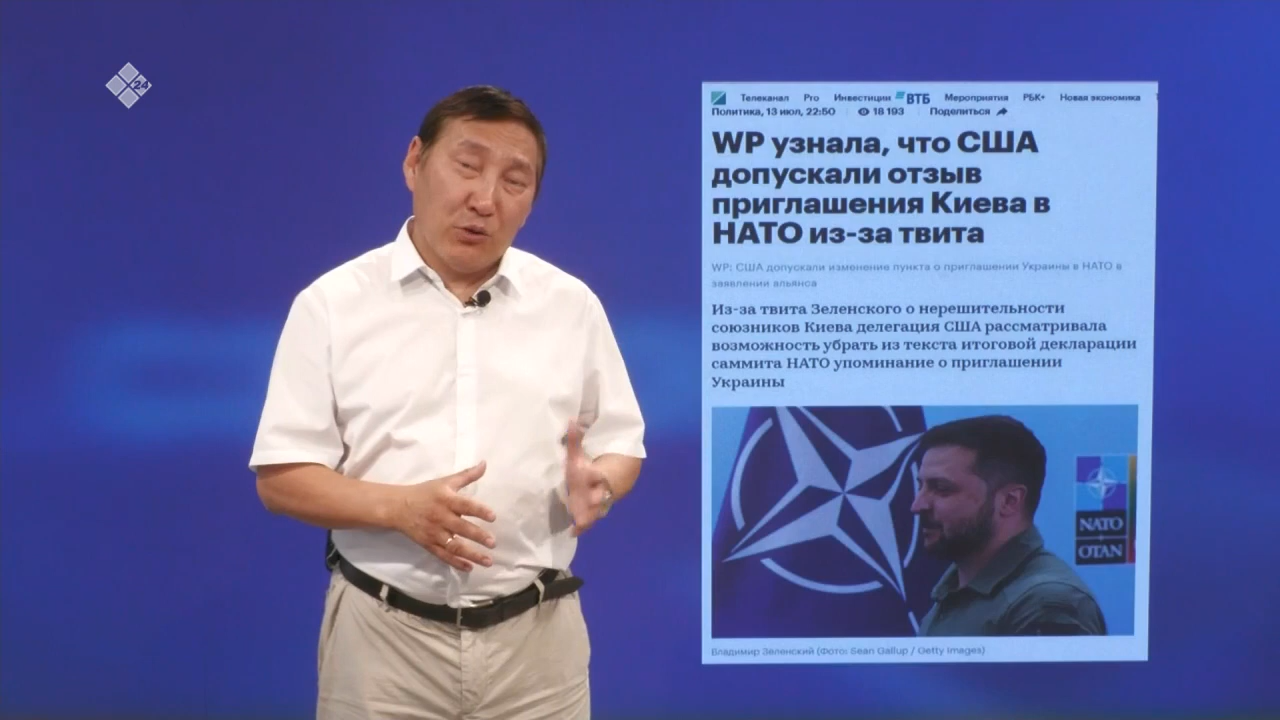 X24
Телеканал Pro Инвестиции ВТБ Мероприятия РБК+ Новая экономика
Политика, 13 июл, 22:50 18 193 Поделиться
WP узнала, что США
допускали отзыв
приглашения Киева в
НАТО из-за твита
WP: США допускали изменение пункта о приглашении Украины в НАТО в
заявлении альянса
Из-за твита Зеленского о нерешительности
союзников Киева делегация США рассматривала
возможность убрать из текста итоговой декларации
саммита НАТО упоминание о приглашении
Украины
NATO
OTAN
Владимир Зеленский (Фото: Sean Gallup / Getty Images)